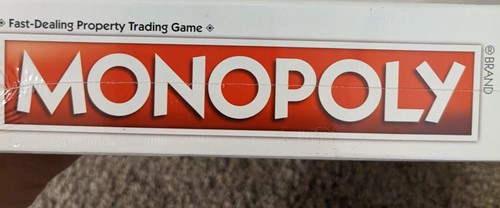 Fast-Dealing Property Trading Game
MONOPOLY
® BRAND